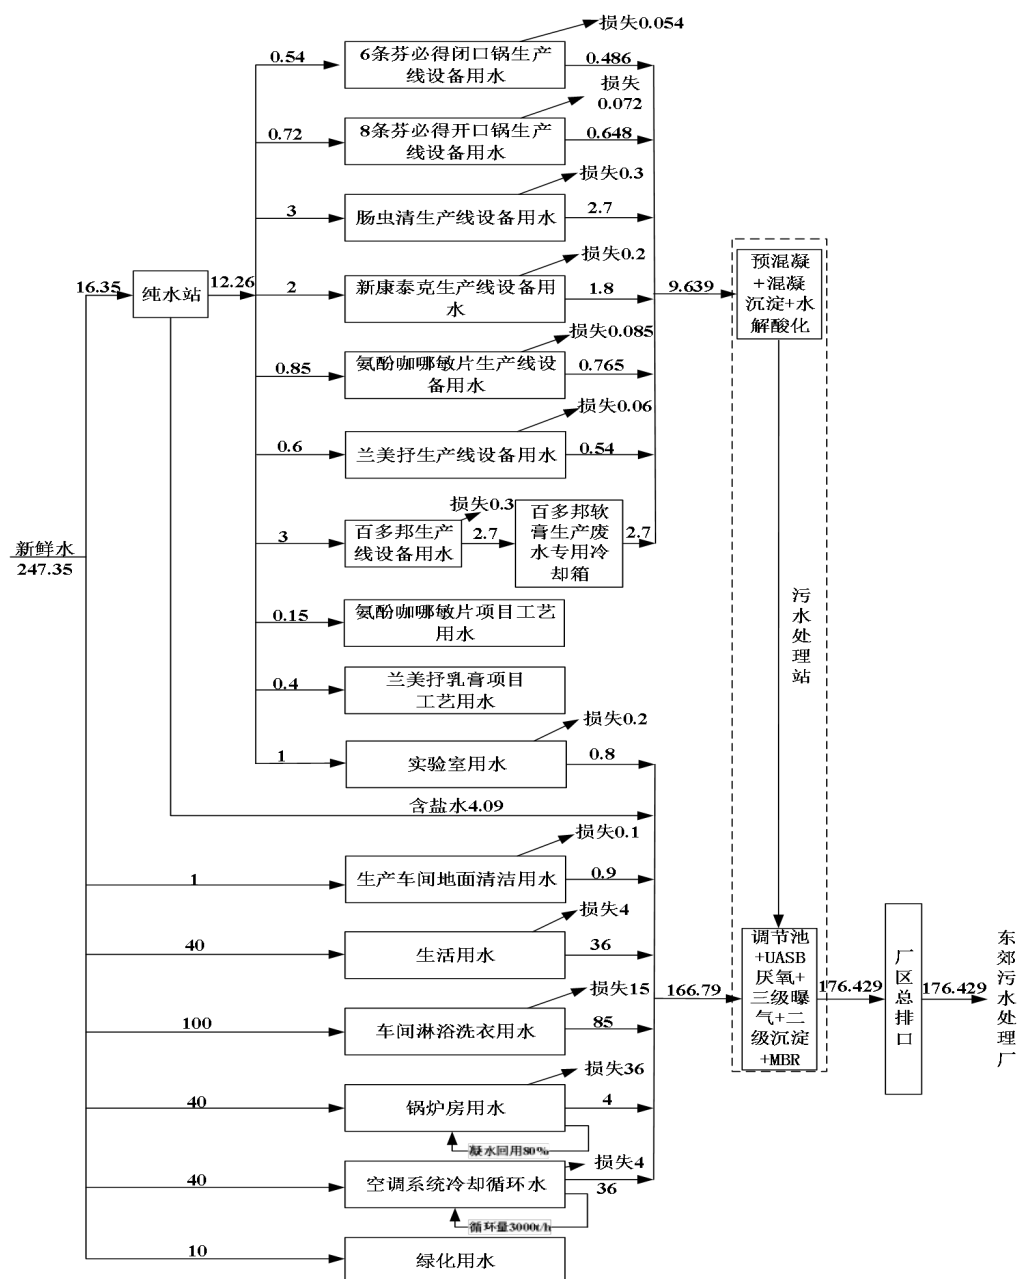 损失0.054
0.54
6条芬必得闭口锅生产
线设备用水
0.486
损失
0.072
0.72
8条芬必得开口锅生产
线设备用水
0.648
损失0.3
3
肠虫清生产线设备用水
2.7
损失0.2
16.35
纯水站
12.26
2
新康泰克生产线设备用
水
1.8
9.639
预混凝
+混凝
沉淀+水
解酸化
损失0.085
0.85
氨酚咖哪敏片生产线设
备用水
0.765
损失0.06
0.6
兰美抒生产线设备用水
0.54
损失0.3
3
百多邦生产
线设备用水
2.7
百多邦软
膏生产废
水专用冷
却箱
2.7
新鲜水
247.35
0.15
氨酚咖哪敏片项目工艺
用水
污水处理站
0.4
兰美抒乳膏项目
工艺用水
损失0.2
1
实验室用水
0.8
含盐水4.09
损失0.1
1
生产车间地面清洁用水
0.9
损失4
40
生活用水
36
损失15
100
车间淋浴洗衣用水
85
166.79
调节池
+UASB
厌氧+
三级曝
气+二
级沉淀
+MBR
176.429
厂区总排口
176.429
东郊污水处理厂
损失36
40
锅炉房用水
4
凝水回用80%
损失4
40
空调系统冷却循环水
36
循环量3000t/h
10
绿化用水